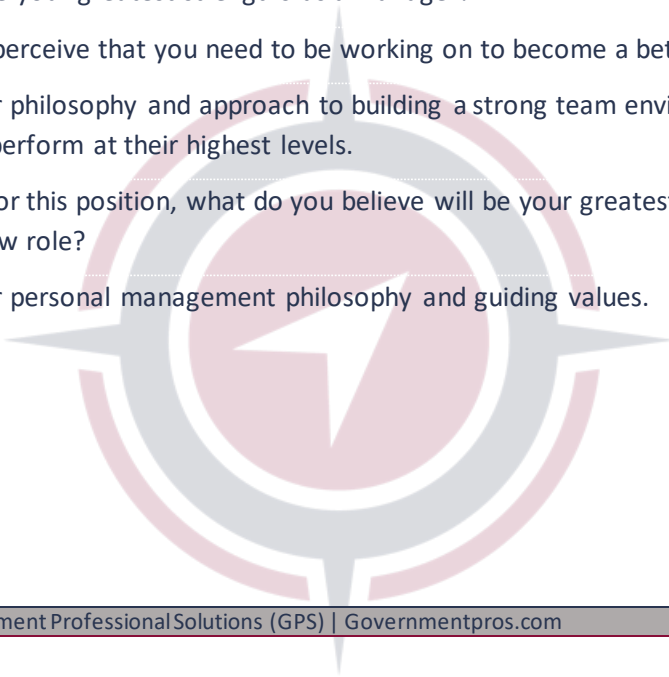 perceive that you need to be working on to become a bet
philosophy and approach to building a strong team envi
perform at their highest levels.
or this position, what do you believe will be your greates
w role?
personal management philosophy and guiding values.
ment Professional Solutions (GPS) | Governmentpros.com